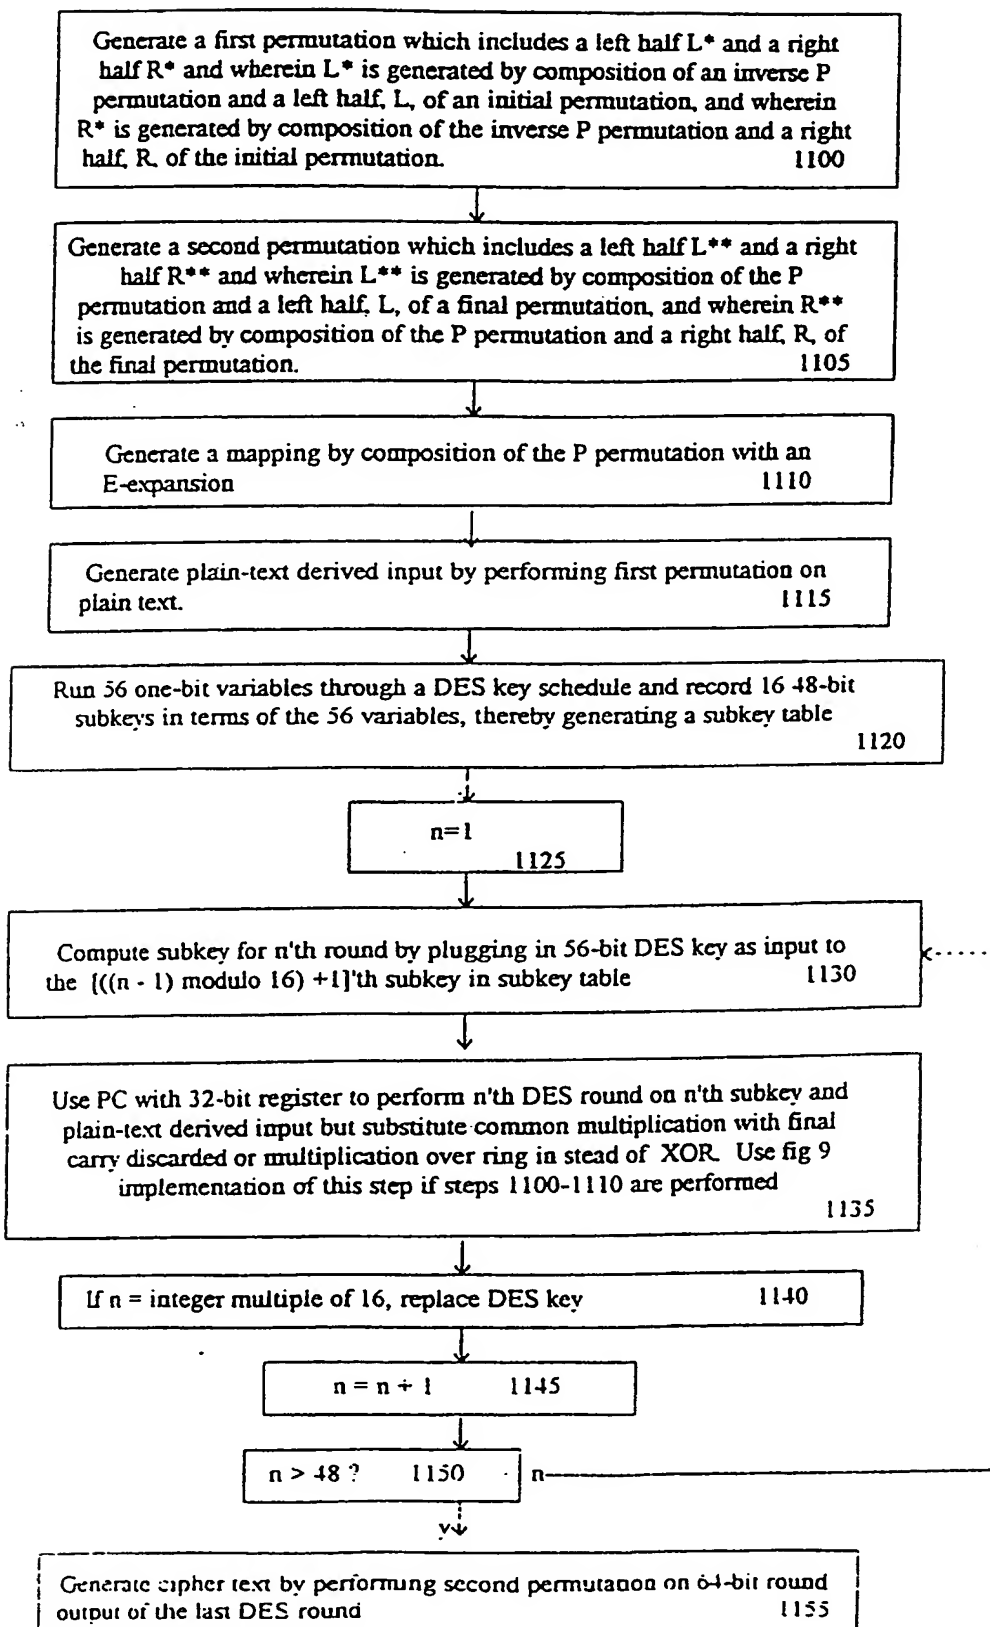 Generate a first permutation which includes a left half L* and a right
half R* and wherein L* is generated by composition of an inverse P
permutation and a left half, L, of an initial permutation, and wherein
R* is generated by composition of the inverse P permutation and a right
half, R, of the initial permutation. 1100
Generate a second permutation which includes a left half L** and a right
half R** and wherein L** is generated by composition of the P
permutation and a left half, L, of a final permutation, and wherein R**
is generated by composition of the P permutation and a right half, R, of
the final permutation. 1105
Generate a mapping by composition of the P permutation with an
E-expansion 1110
Generate plain-text derived input by performing first permutation on
plain text. 1115
Run 56 one-bit variables through a DES key schedule and record 16 48-bit
subkeys in terms of the 56 variables, thereby generating a subkey table
1120
n=1
1125
Compute subkey for n'th round by plugging in 56-bit DES key as input to
the [((n - 1) modulo 16) +1]'th subkey in subkey table 1130
Use PC with 32-bit register to perform n'th DES round on n'th subkey and
plain-text derived input but substitute common multiplication with final
carry discarded or multiplication over ring in stead of XOR. Use fig 9
implementation of this step if steps 1100-1110 are performed
1135
If n = integer multiple of 16, replace DES key 1140
n = n + 1 1145
n > 48 ? 1150 n
y
Generate cipher text by performing second permutation on 64-bit round
output of the last DES round 1155